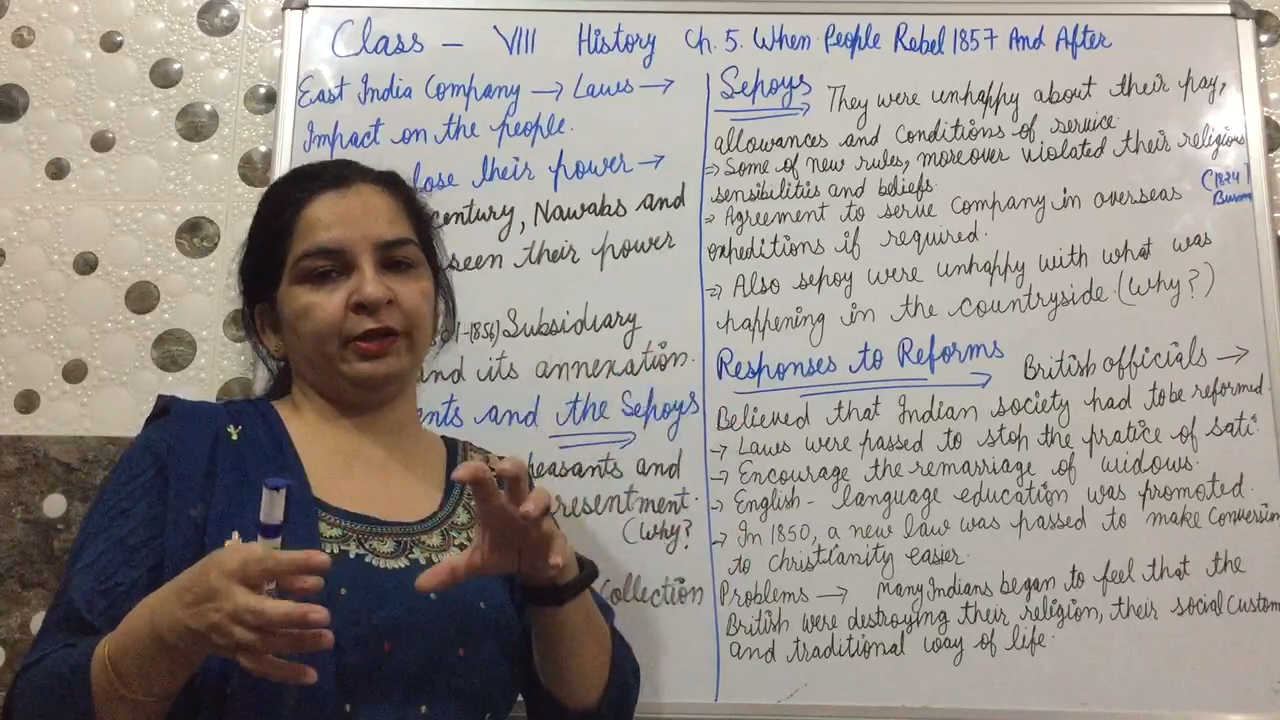 Class - VIII History Ch. 5. When People Rebel 1857 And After
East India Company → Laws →
Impact on the people.
lose their power →
century, Nawabs and
seen their power
-1856) Subsidiary
and its annexation.
and the Sepoys
peasants and
resentment.
(Why?
Collection
Sepoys They were unhappy about their pay,
allowances and conditions of service.
⇒ Some of new rules, moreover violated their religious
sensibilities and beliefs.
⇒ Agreement to serve company in overseas (1824)
expeditions if required.
⇒ Also sepoy were unhappy with what was
happening in the countryside. (Why?)
Responses to Reforms British officials →
Believed that Indian society had to be reformed.
→ Laws were passed to stop the pratice of sati.
→ Encourage the remarriage of widows.
→ English - language education was promoted.
→ In 1850, a new law was passed to make conversion
to Christianity easier.
Problems → Many Indians began to feel that the
British were destroying their religion, their social custom
and traditional way of life.